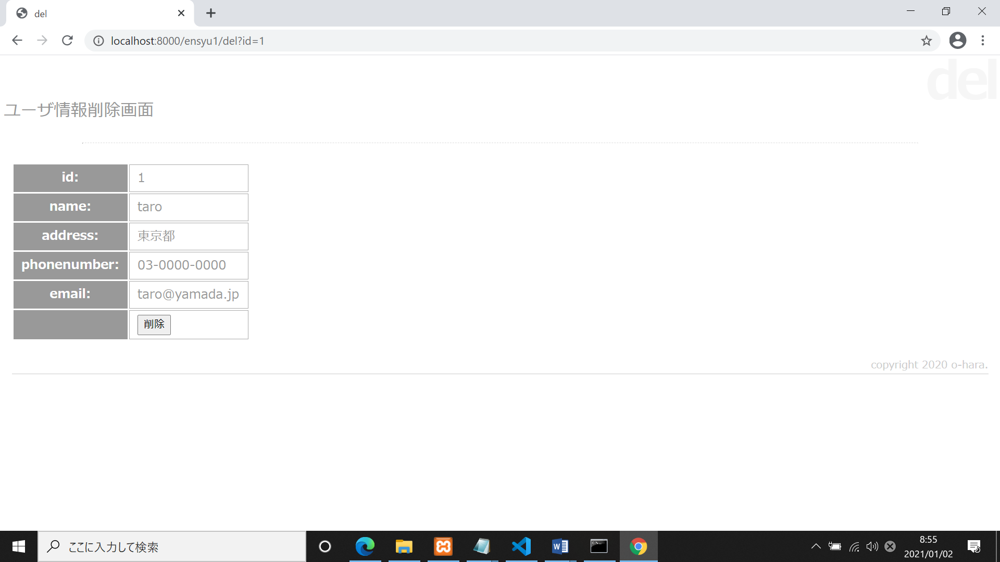 del
localhost:8000/ensyu1/del?id=1
del
ユーザ情報削除画面
id: 1
name: taro
address: 東京都
phonenumber: 03-0000-0000
email: taro@yamada.jp
削除
copyright 2020 o-hara.
ここに入力して検索
8:55
2021/01/02